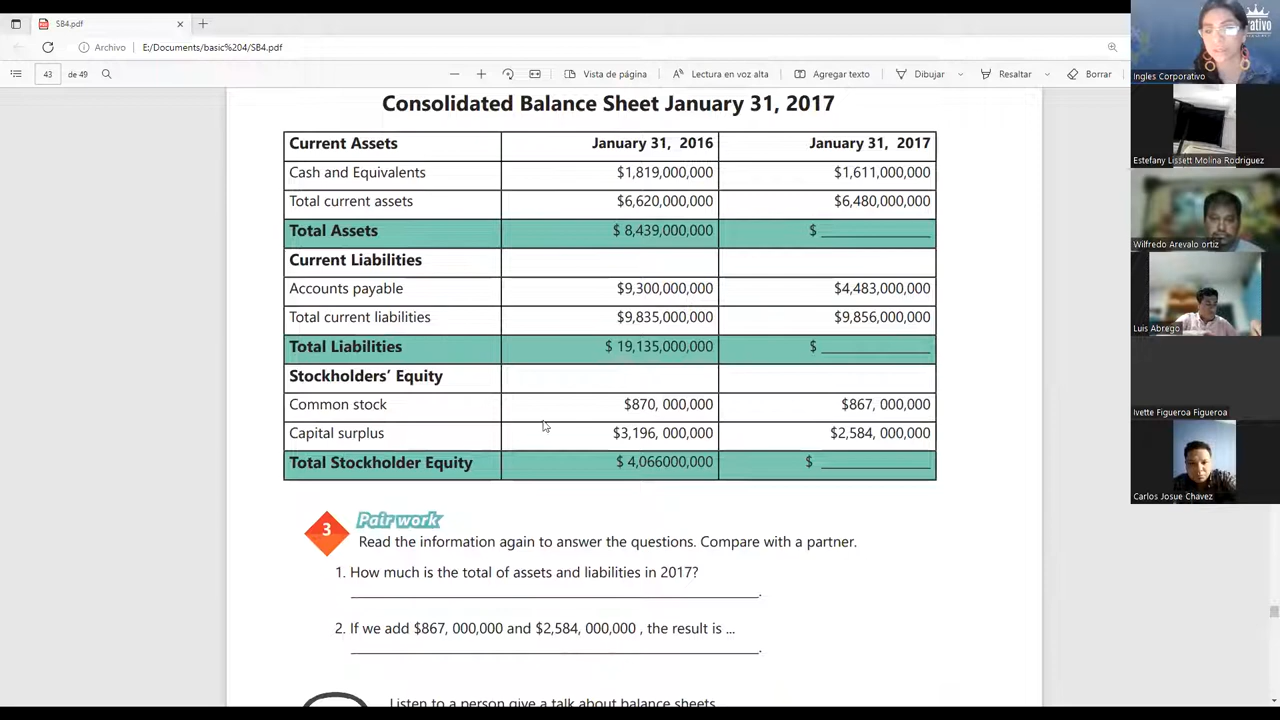 SB4.pdf
Archivo E:/Documents/basic%204/SB4.pdf
43 de 49 Vista de página Lectura en voz alta Agregar texto Dibujar Resaltar Borrar
Consolidated Balance Sheet January 31, 2017
Current Assets January 31, 2016 January 31, 2017
Cash and Equivalents $1,819,000,000 $1,611,000,000
Total current assets $6,620,000,000 $6,480,000,000
Total Assets $ 8,439,000,000 $ ______________
Current Liabilities
Accounts payable $9,300,000,000 $4,483,000,000
Total current liabilities $9,835,000,000 $9,856,000,000
Total Liabilities $ 19,135,000,000 $ ______________
Stockholders’ Equity
Common stock $870, 000,000 $867, 000,000
Capital surplus $3,196, 000,000 $2,584, 000,000
Total Stockholder Equity $ 4,066000,000 $ ______________
3 Pair work
Read the information again to answer the questions. Compare with a partner.
1. How much is the total of assets and liabilities in 2017?
______________.
2. If we add $867, 000,000 and $2,584, 000,000 , the result is ...
______________.
Listen to a person give a talk about balance sheets.
ativo
Ingles Corporativo
Estefany Lissett Molina Rodriguez
Wilfredo Arevalo ortiz
Luis Abrego
Ivette Figueroa Figueroa
Carlos Josue Chavez